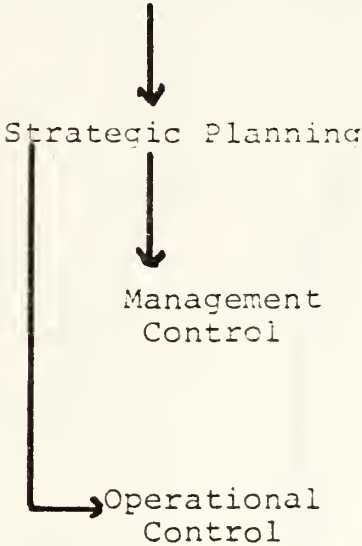 Strategic Planning
Management
Control
Operational
Control